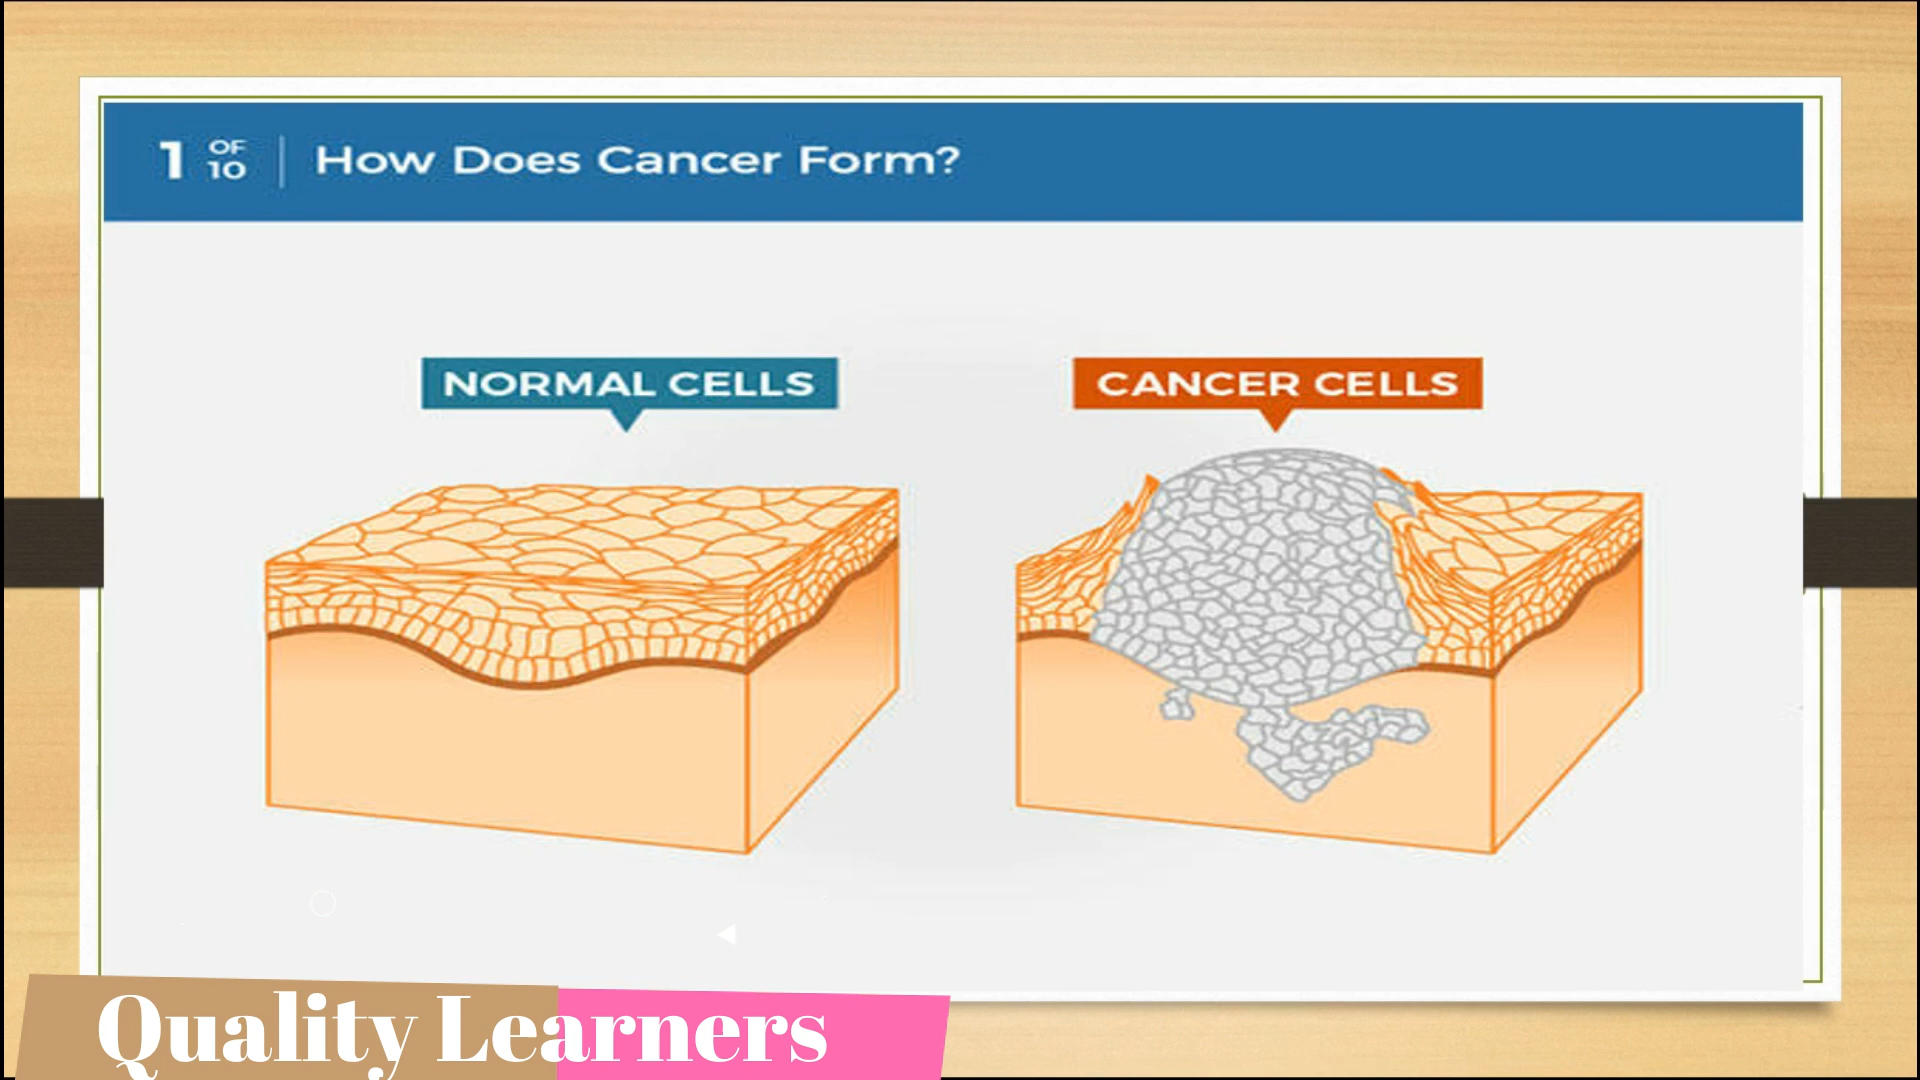 1 OF 10 How Does Cancer Form?
NORMAL CELLS
CANCER CELLS
Quality Learners